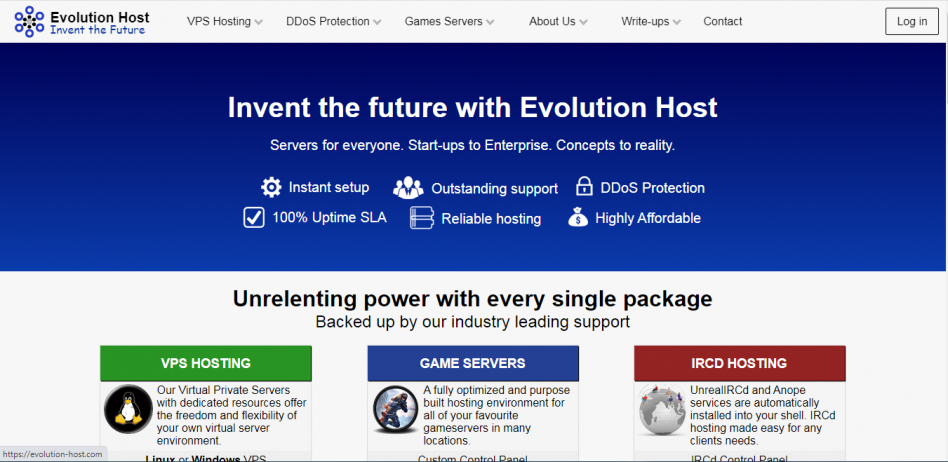 Evolution Host
Invent the Future
VPS Hosting
DDoS Protection
Games Servers
About Us
Write-ups
Contact
Log in
Invent the future with Evolution Host
Servers for everyone. Start-ups to Enterprise. Concepts to reality.
Instant setup
Outstanding support
DDoS Protection
100% Uptime SLA
Reliable hosting
Highly Affordable
Unrelenting power with every single package
Backed up by our industry leading support
VPS HOSTING
Our Virtual Private Servers
with dedicated resources offer
the freedom and flexibility of
your own virtual server
environment.
Linux or Windows VPS
GAME SERVERS
A fully optimized and purpose
built hosting environment for
all of your favourite
gameservers in many
locations.
Custom Control Panel
IRCD HOSTING
UnrealIRCd and Anope
services are automatically
installed into your shell. IRCd
hosting made easy for any
clients needs.
IRCd Control Panel
https://evolution-host.com